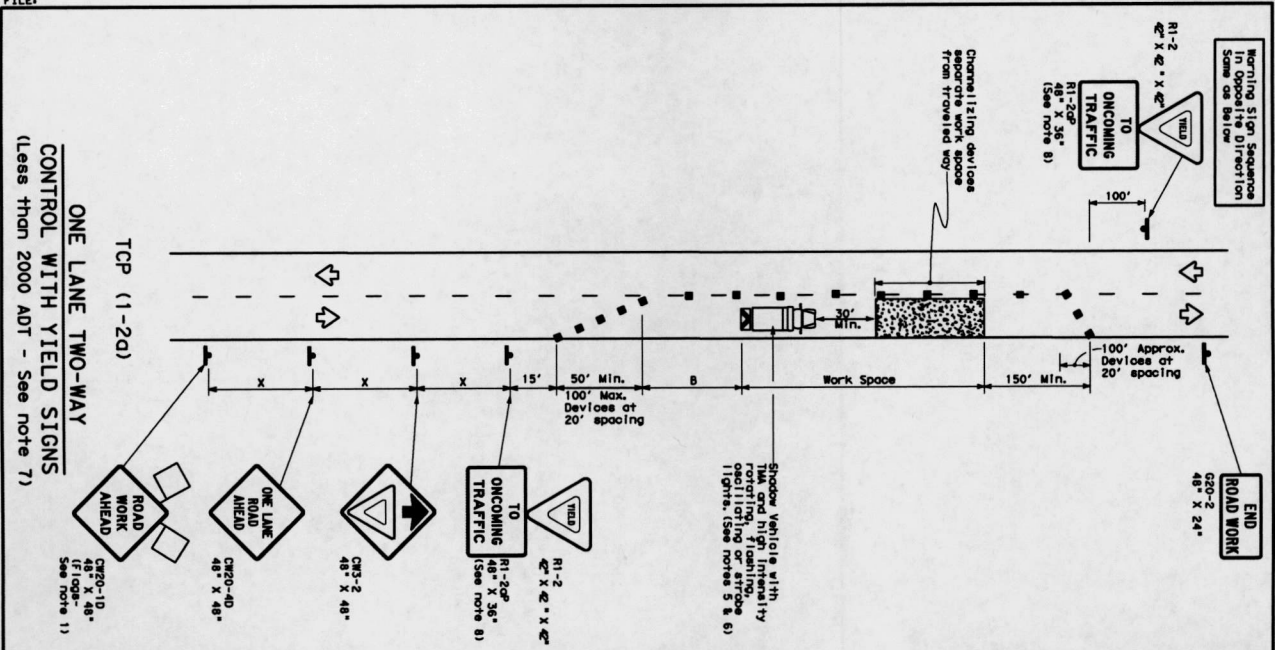 FILE:
Warning Sign Sequence
in Opposite Direction
Same as Below
R1-2
42" X 42" X 42"
YIELD
TO
ONCOMING
TRAFFIC
R1-2aP
48" X 36"
(See note 8)
100'
Channelizing devices
separate work space
from traveled way
END
ROAD WORK
G20-2
48" X 24"
100' Approx.
Devices at
20' spacing
150' Min.
30'
Min.
Work Space
B
50' Min.
100' Max.
Devices at
20' spacing
15'
X
X
X
Shadow Vehicle with
TMA and high intensity
rotating, flashing,
oscillating or strobe
lights. (See notes 5 & 6)
YIELD
R1-2
42" X 42" X 42"
TO
ONCOMING
TRAFFIC
R1-2aP
48" X 36"
(See note 8)
CW3-2
48" X 48"
ONE LANE
ROAD
AHEAD
CW20-4D
48" X 48"
ROAD
WORK
AHEAD
CW20-1D
48" X 48"
(Flags-
See note 1)
TCP (1-2a)
ONE LANE TWO-WAY
CONTROL WITH YIELD SIGNS
(Less than 2000 ADT - See note 7)